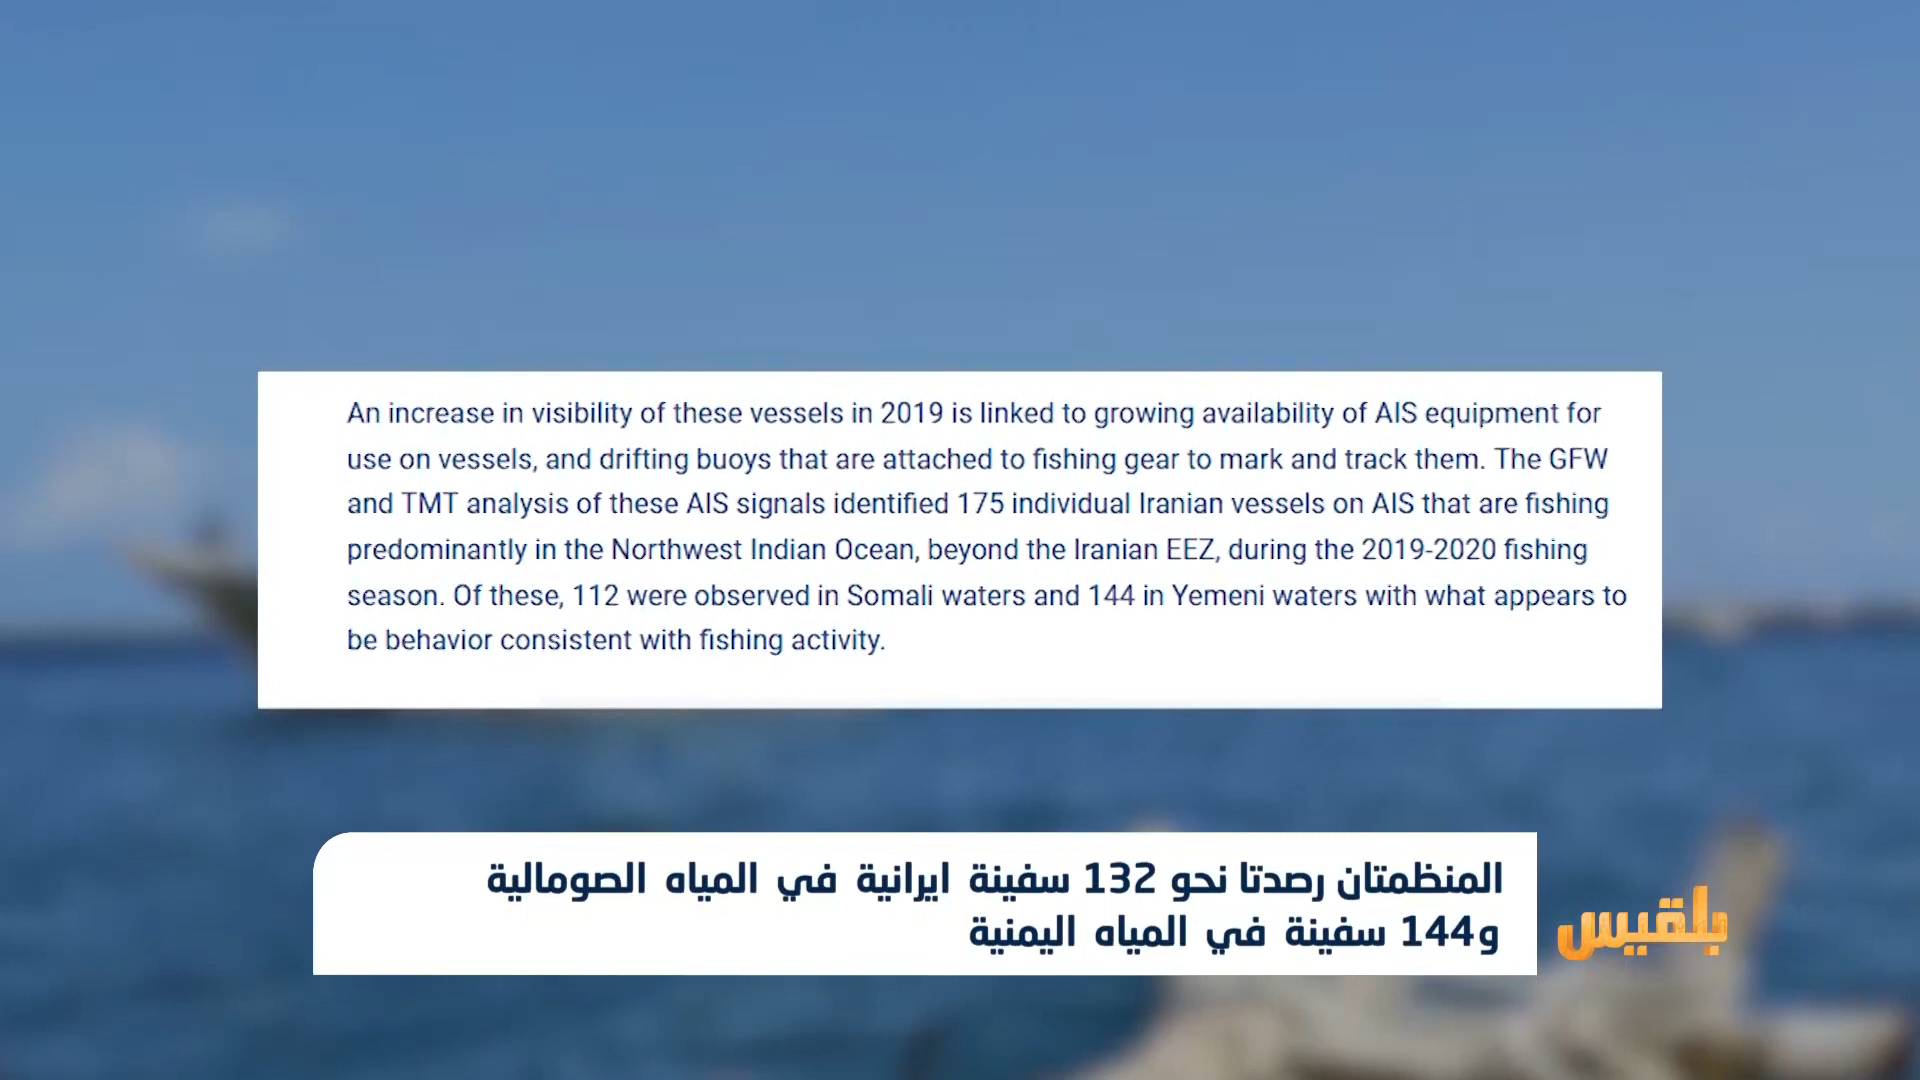 An increase in visibility of these vessels in 2019 is linked to growing availability of AIS equipment for
use on vessels, and drifting buoys that are attached to fishing gear to mark and track them. The GFW
and TMT analysis of these AIS signals identified 175 individual Iranian vessels on AIS that are fishing
predominantly in the Northwest Indian Ocean, beyond the Iranian EEZ, during the 2019-2020 fishing
season. Of these, 112 were observed in Somali waters and 144 in Yemeni waters with what appears to
be behavior consistent with fishing activity.
المنظمتان رصدتا نحو 132 سفينة ايرانية في المياه الصومالية
و144 سفينة في المياه اليمنية
بلقيس